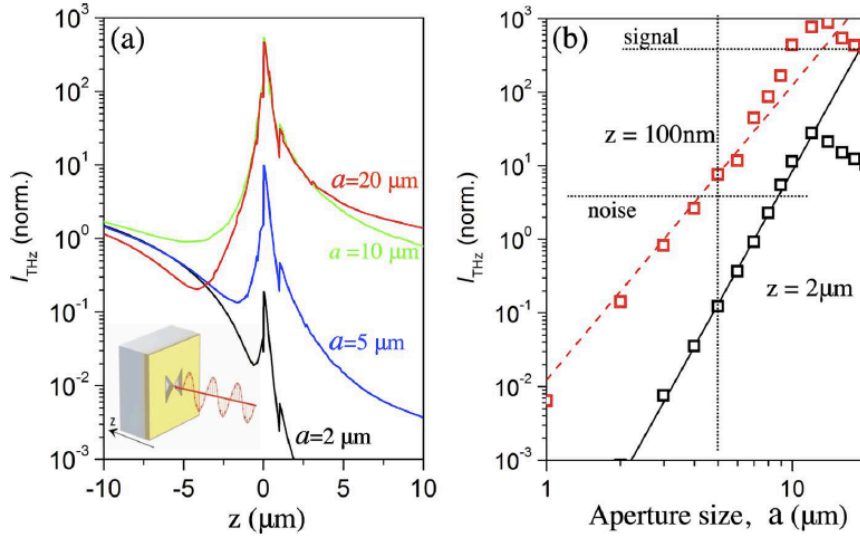 (a)
I_THz (norm.)
10³
10²
10¹
10⁰
10⁻¹
10⁻²
10⁻³
a=20 μm
a=10 μm
a=5 μm
a=2 μm
z
-10 -5 0 5 10
z (μm)
(b)
I_THz (norm.)
10³
10²
10¹
10⁰
10⁻¹
10⁻²
10⁻³
signal
z = 100nm
noise
z = 2μm
1 10
Aperture size, a (μm)